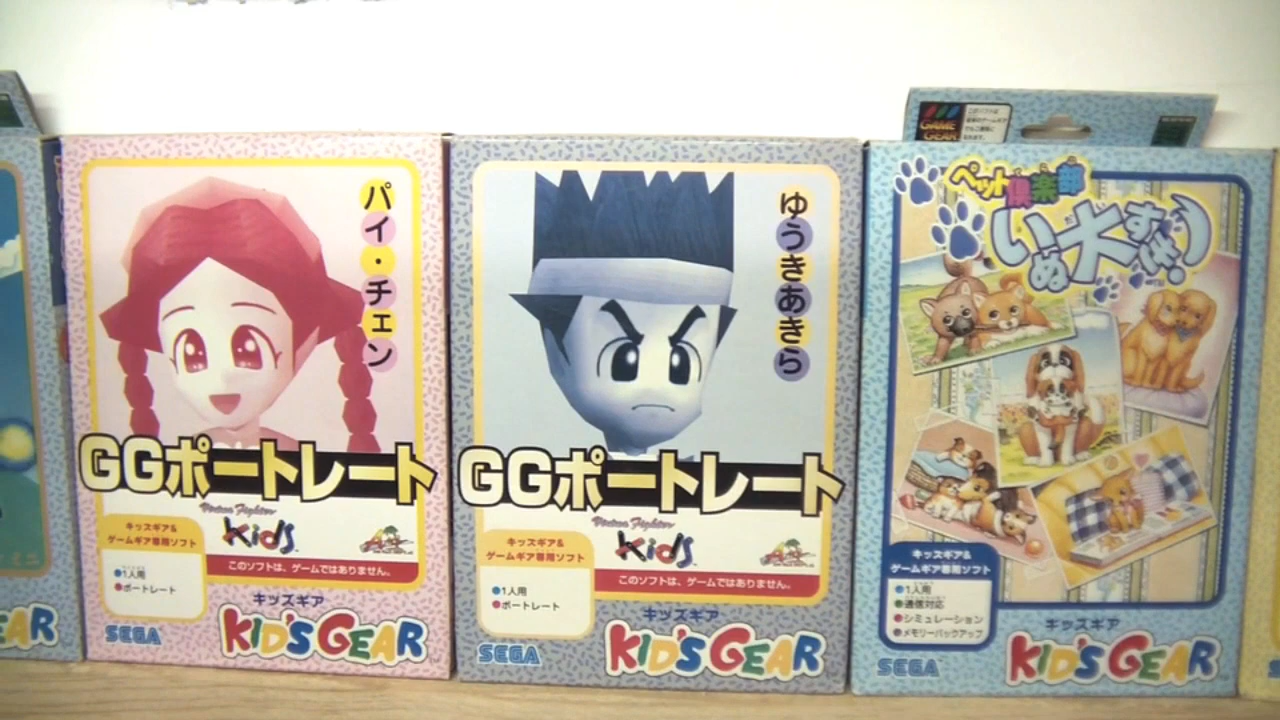 EAR
パイ・チェン
GGポートレート
Virtua Fighter
Kids
キッズギア&
ゲームギア専用ソフト
1人用
ポートレート
このソフトは、ゲームではありません。
SEGA
キッズギア
KID'S GEAR
ゆうきあきら
GGポートレート
Virtua Fighter
Kids
キッズギア&
ゲームギア専用ソフト
1人用
ポートレート
このソフトは、ゲームではありません。
SEGA
キッズギア
KID'S GEAR
GAME GEAR
ペット倶楽部
いぬ大すき!
キッズギア&
ゲームギア専用ソフト
1人用
通信対応
シミュレーション
メモリーバックアップ
SEGA
キッズギア
KID'S GEAR